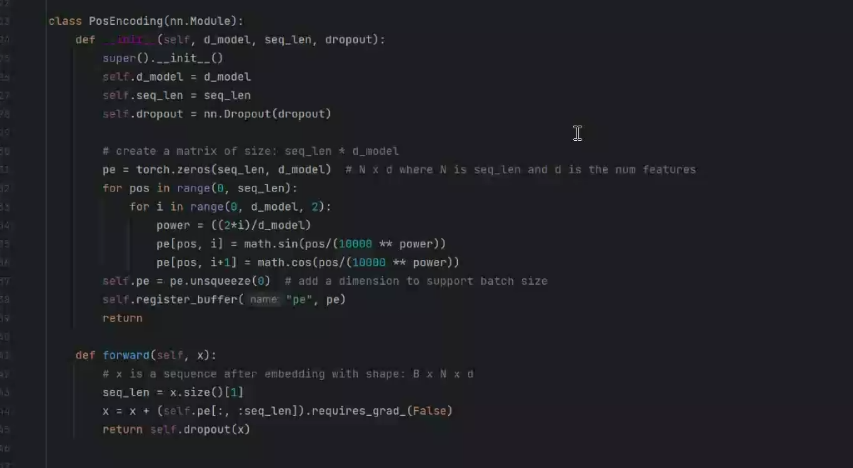 class PosEncoding(nn.Module):
def __init__(self, d_model, seq_len, dropout):
super().__init__()
self.d_model = d_model
self.seq_len = seq_len
self.dropout = nn.Dropout(dropout)
# create a matrix of size: seq_len * d_model
pe = torch.zeros(seq_len, d_model)  # N x d where N is seq_len and d is the num features
for pos in range(0, seq_len):
for i in range(0, d_model, 2):
power = ((2*i)/d_model)
pe[pos, i] = math.sin(pos/(10000 ** power))
pe[pos, i+1] = math.cos(pos/(10000 ** power))
self.pe = pe.unsqueeze(0)  # add a dimension to support batch size
self.register_buffer( name: "pe", pe)
return
def forward(self, x):
# x is a sequence after embedding with shape: B x N x d
seq_len = x.size()[1]
x = x + (self.pe[:, :seq_len]).requires_grad_(False)
return self.dropout(x)